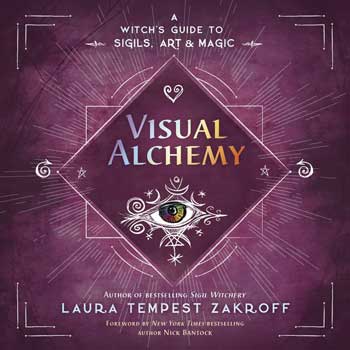 A
WITCH'S GUIDE TO
SIGILS, ART & MAGIC
VISUAL
ALCHEMY
AUTHOR OF BESTSELLING SIGIL WITCHERY
LAURA TEMPEST ZAKROFF
FOREWORD BY NEW YORK TIMES BESTSELLING
AUTHOR NICK BANTOCK